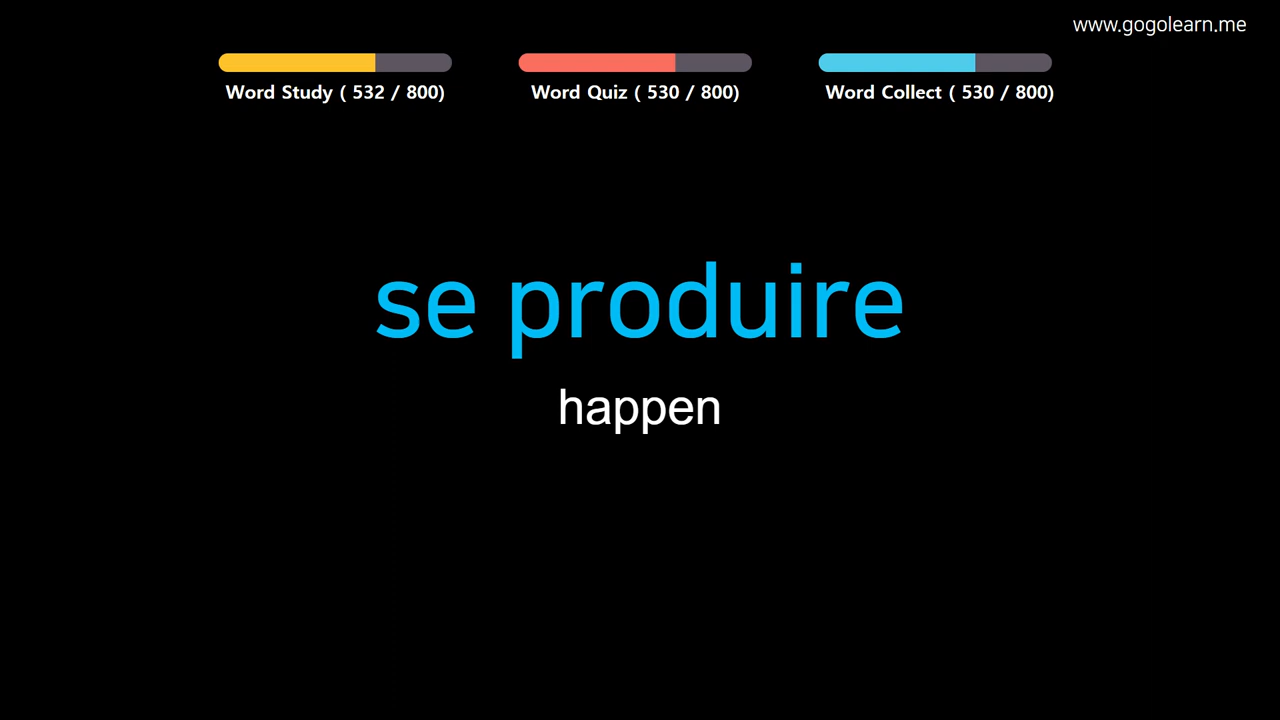 www.gogolearn.me
Word Study ( 532 / 800)
Word Quiz ( 530 / 800)
Word Collect ( 530 / 800)
se produire
happen